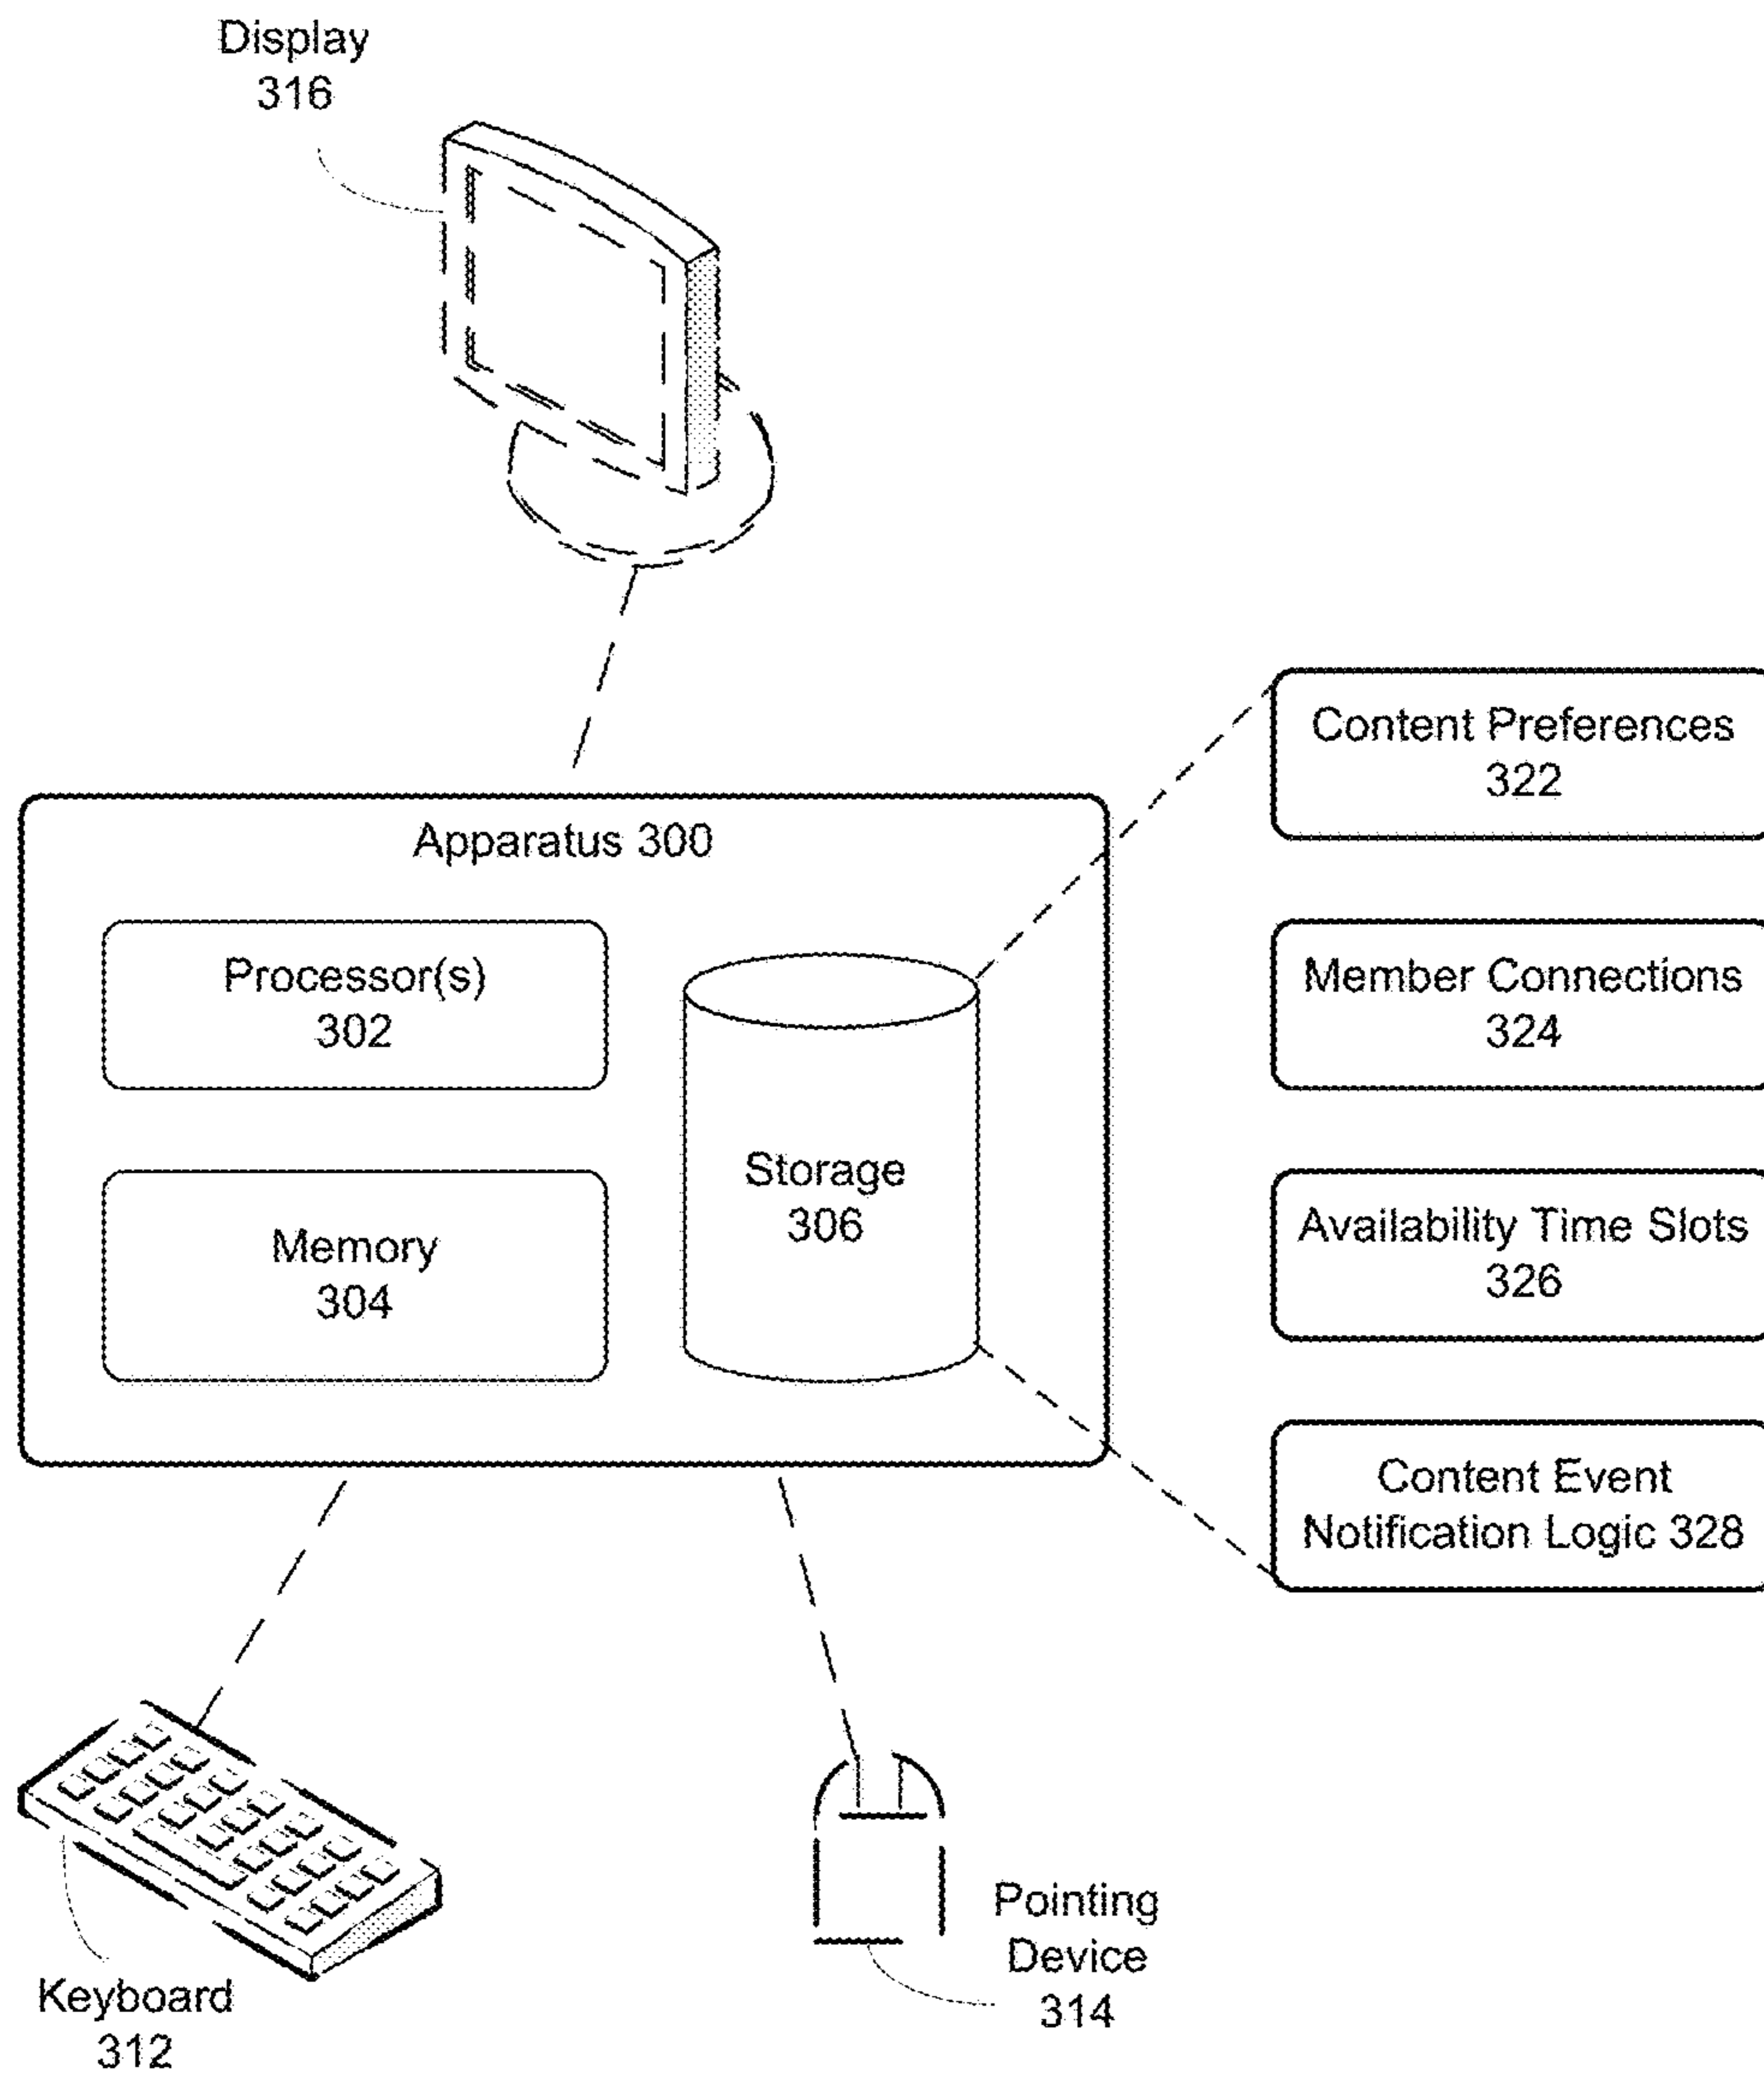 Display
316
Content Preferences
322
Apparatus 300
Processor(s)
302
Member Connections
324
Storage
306
Memory
304
Availability Time Slots
326
Content Event
Notification Logic 328
Keyboard
312
Pointing
Device
314